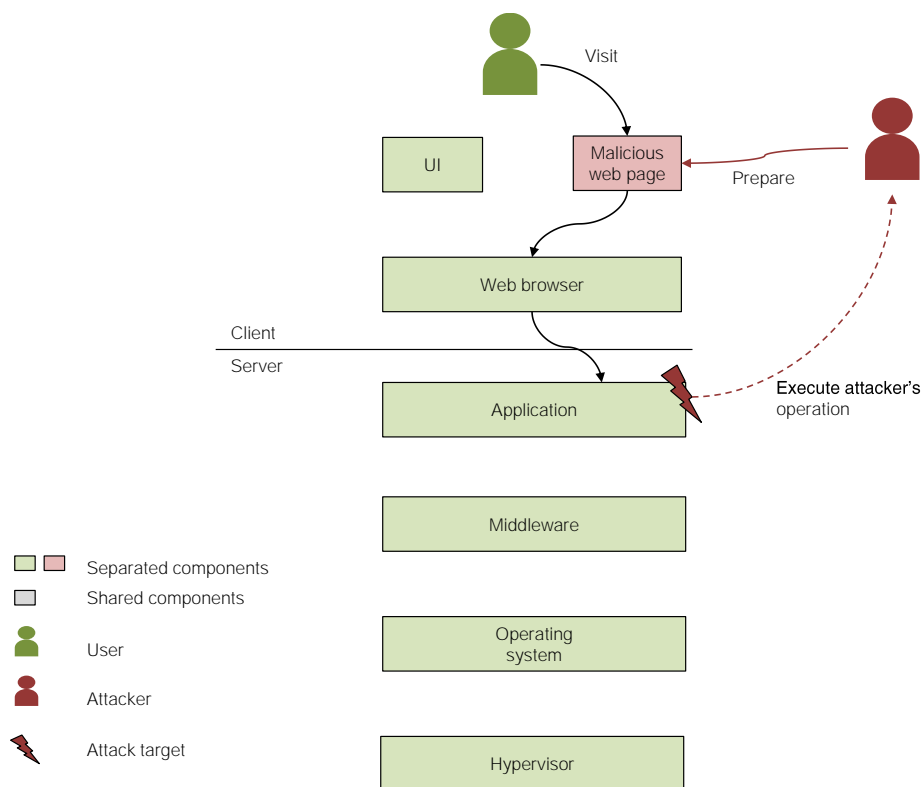 Visit
UI
Malicious
web page
Prepare
Web browser
Client
Server
Execute attacker's
operation
Application
Middleware
Separated components
Shared components
Operating
system
User
Attacker
Attack target
Hypervisor